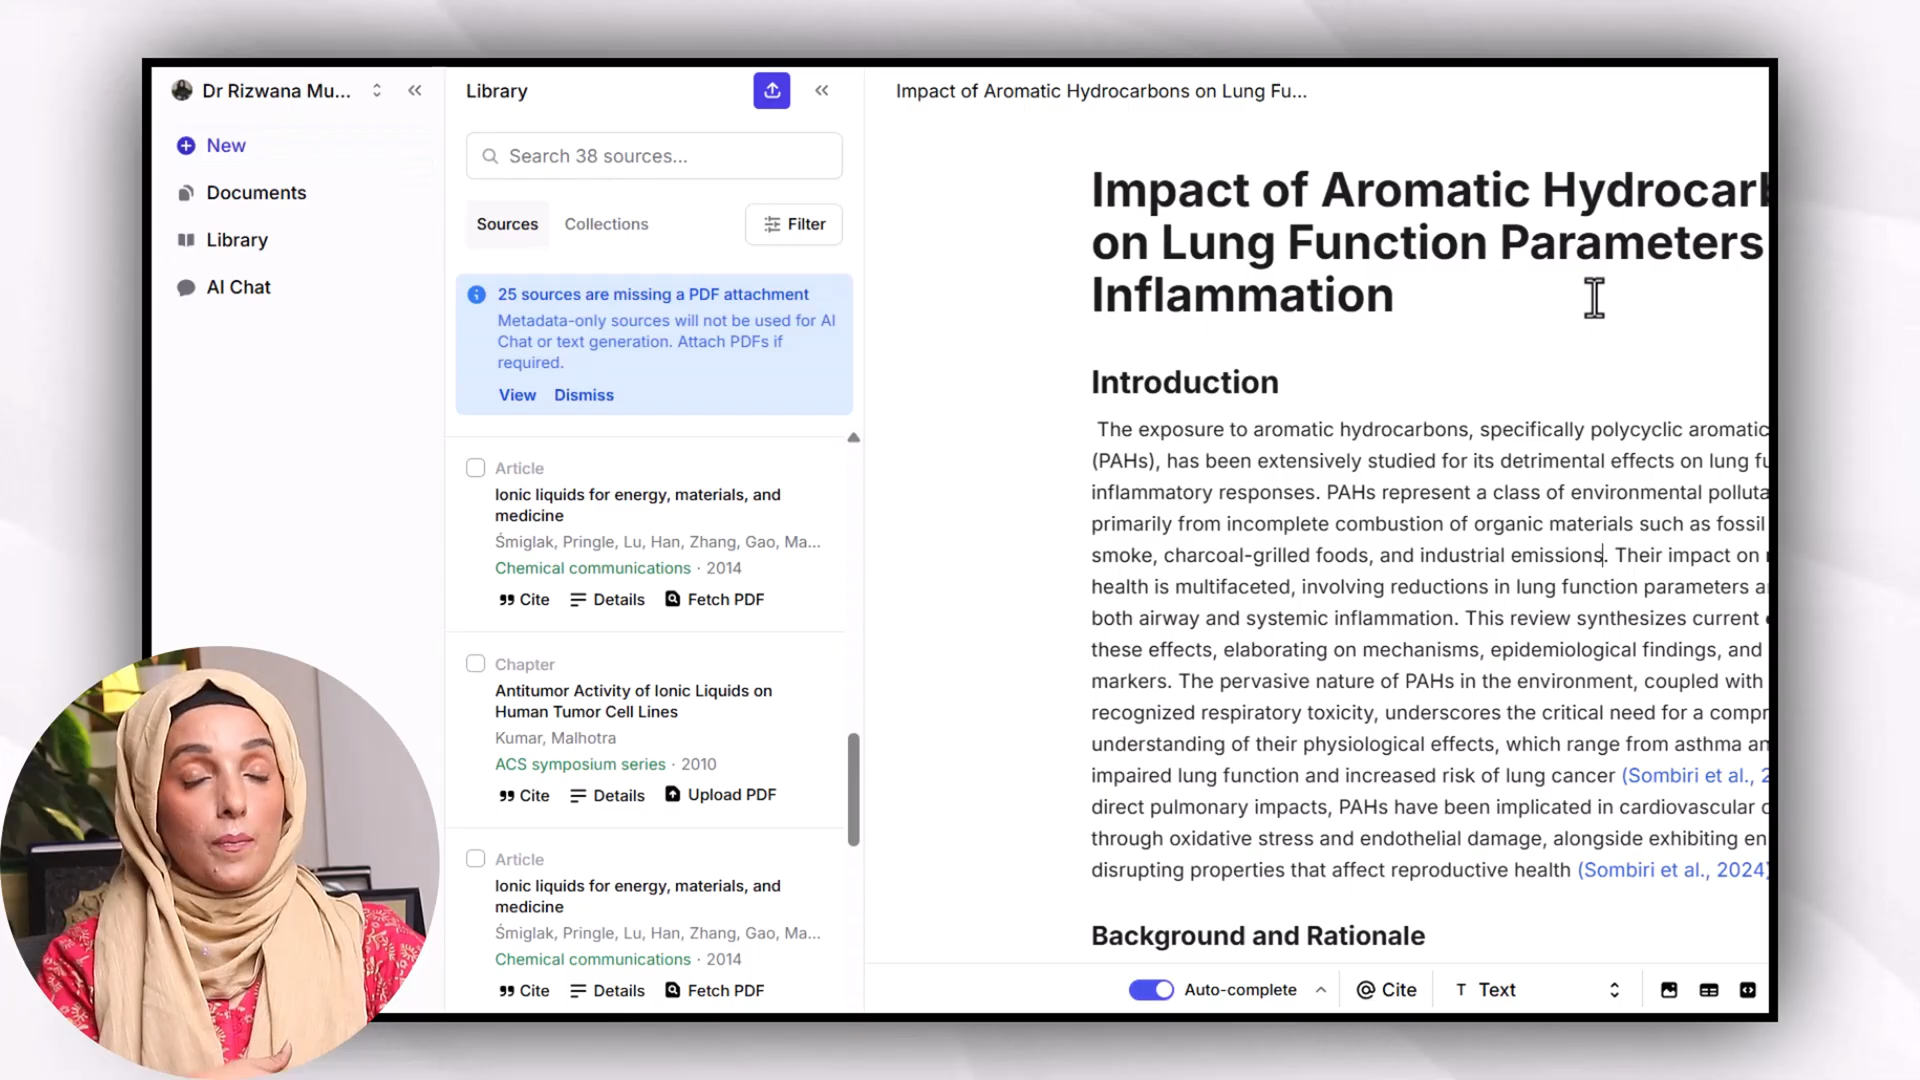 Dr Rizwana Mu...
New
Documents
Library
AI Chat
Library
Search 38 sources...
Sources
Collections
Filter
25 sources are missing a PDF attachment
Metadata-only sources will not be used for AI
Chat or text generation. Attach PDFs if
required.
View Dismiss
Article
Ionic liquids for energy, materials, and
medicine
Śmiglak, Pringle, Lu, Han, Zhang, Gao, Ma...
Chemical communications · 2014
Cite Details Fetch PDF
Chapter
Antitumor Activity of Ionic Liquids on
Human Tumor Cell Lines
Kumar, Malhotra
ACS symposium series · 2010
Cite Details Upload PDF
Article
Ionic liquids for energy, materials, and
medicine
Śmiglak, Pringle, Lu, Han, Zhang, Gao, Ma...
Chemical communications · 2014
Cite Details Fetch PDF
Impact of Aromatic Hydrocarbons on Lung Fu...
Impact of Aromatic Hydrocarb
on Lung Function Parameters
Inflammation
Introduction
The exposure to aromatic hydrocarbons, specifically polycyclic aromatic
(PAHs), has been extensively studied for its detrimental effects on lung fu
inflammatory responses. PAHs represent a class of environmental polluta
primarily from incomplete combustion of organic materials such as fossil
smoke, charcoal-grilled foods, and industrial emissions. Their impact on
health is multifaceted, involving reductions in lung function parameters a
both airway and systemic inflammation. This review synthesizes current
these effects, elaborating on mechanisms, epidemiological findings, and
markers. The pervasive nature of PAHs in the environment, coupled with
recognized respiratory toxicity, underscores the critical need for a compr
understanding of their physiological effects, which range from asthma an
impaired lung function and increased risk of lung cancer (Sombiri et al., 2
direct pulmonary impacts, PAHs have been implicated in cardiovascular
through oxidative stress and endothelial damage, alongside exhibiting en
disrupting properties that affect reproductive health (Sombiri et al., 2024)
Background and Rationale
Auto-complete
@ Cite
T Text